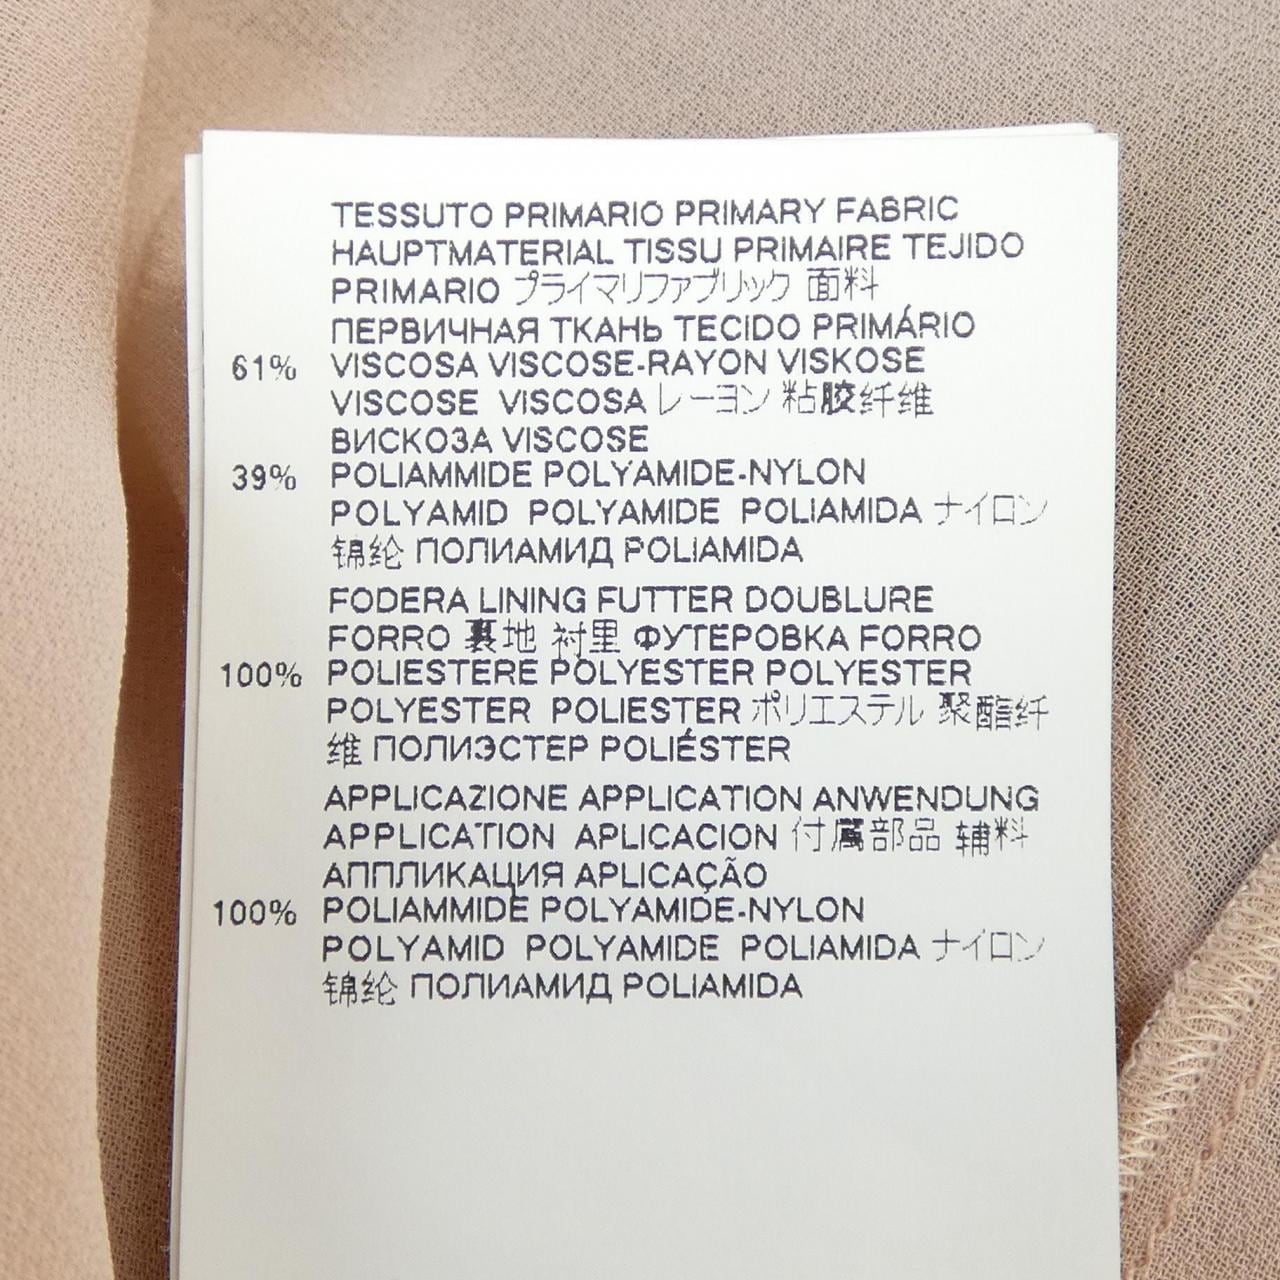 TESSUTO PRIMARIO PRIMARY FABRIC
HAUPTMATERIAL TISSU PRIMAIRE TEJIDO
PRIMARIO プライマリファブリック 面料
ПЕРВИЧНАЯ ТКАНЬ TECIDO PRIMÁRIO
61% VISCOSA VISCOSE-RAYON VISKOSE
VISCOSE VISCOSA レーヨン 粘胶纤维
ВИСКОЗА VISCOSE
39% POLIAMMIDE POLYAMIDE-NYLON
POLYAMID POLYAMIDE POLIAMIDA ナイロン
锦纶 ПОЛИАМИД POLIAMIDA
FODERA LINING FUTTER DOUBLURE
FORRO 裏地 衬里 ФУТЕРОВКА FORRO
100% POLIESTERE POLYESTER POLYESTER
POLYESTER POLIESTER ポリエステル 聚酯纤
维 ПОЛИЭСТЕР POLIÉSTER
APPLICAZIONE APPLICATION ANWENDUNG
APPLICATION APLICACION 付属部品 辅料
АППЛИКАЦИЯ APLICAÇÃO
100% POLIAMMIDE POLYAMIDE-NYLON
POLYAMID POLYAMIDE POLIAMIDA ナイロン
锦纶 ПОЛИАМИД POLIAMIDA